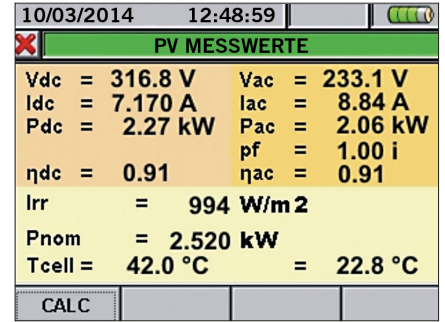 10/03/2014 12:48:59
PV MESSWERTE
Vdc = 316.8 V Vac = 233.1 V
Idc = 7.170 A Iac = 8.84 A
Pdc = 2.27 kW Pac = 2.06 kW
pf = 1.00 i
ηdc = 0.91 ηac = 0.91
Irr = 994 W/m2
Pnom = 2.520 kW
Tcell = 42.0 °C = 22.8 °C
CALC